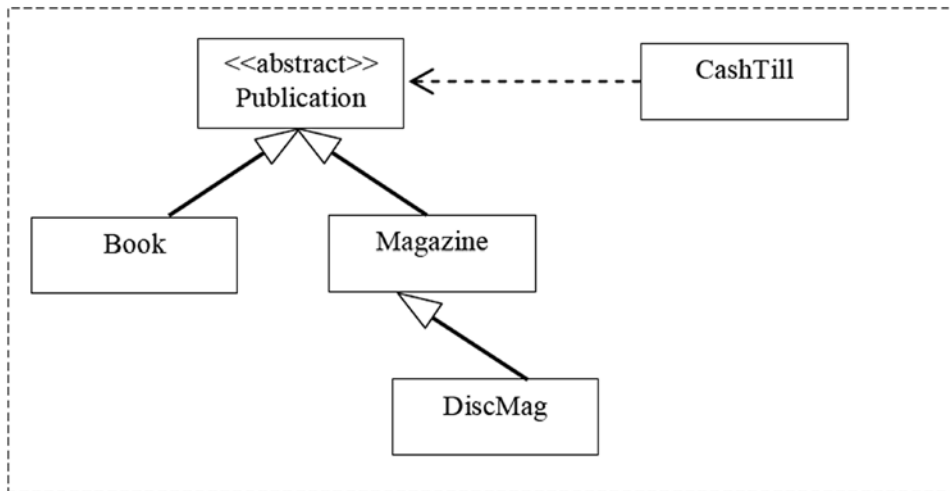 <<abstract>>
Publication
CashTill
Book
Magazine
DiscMag